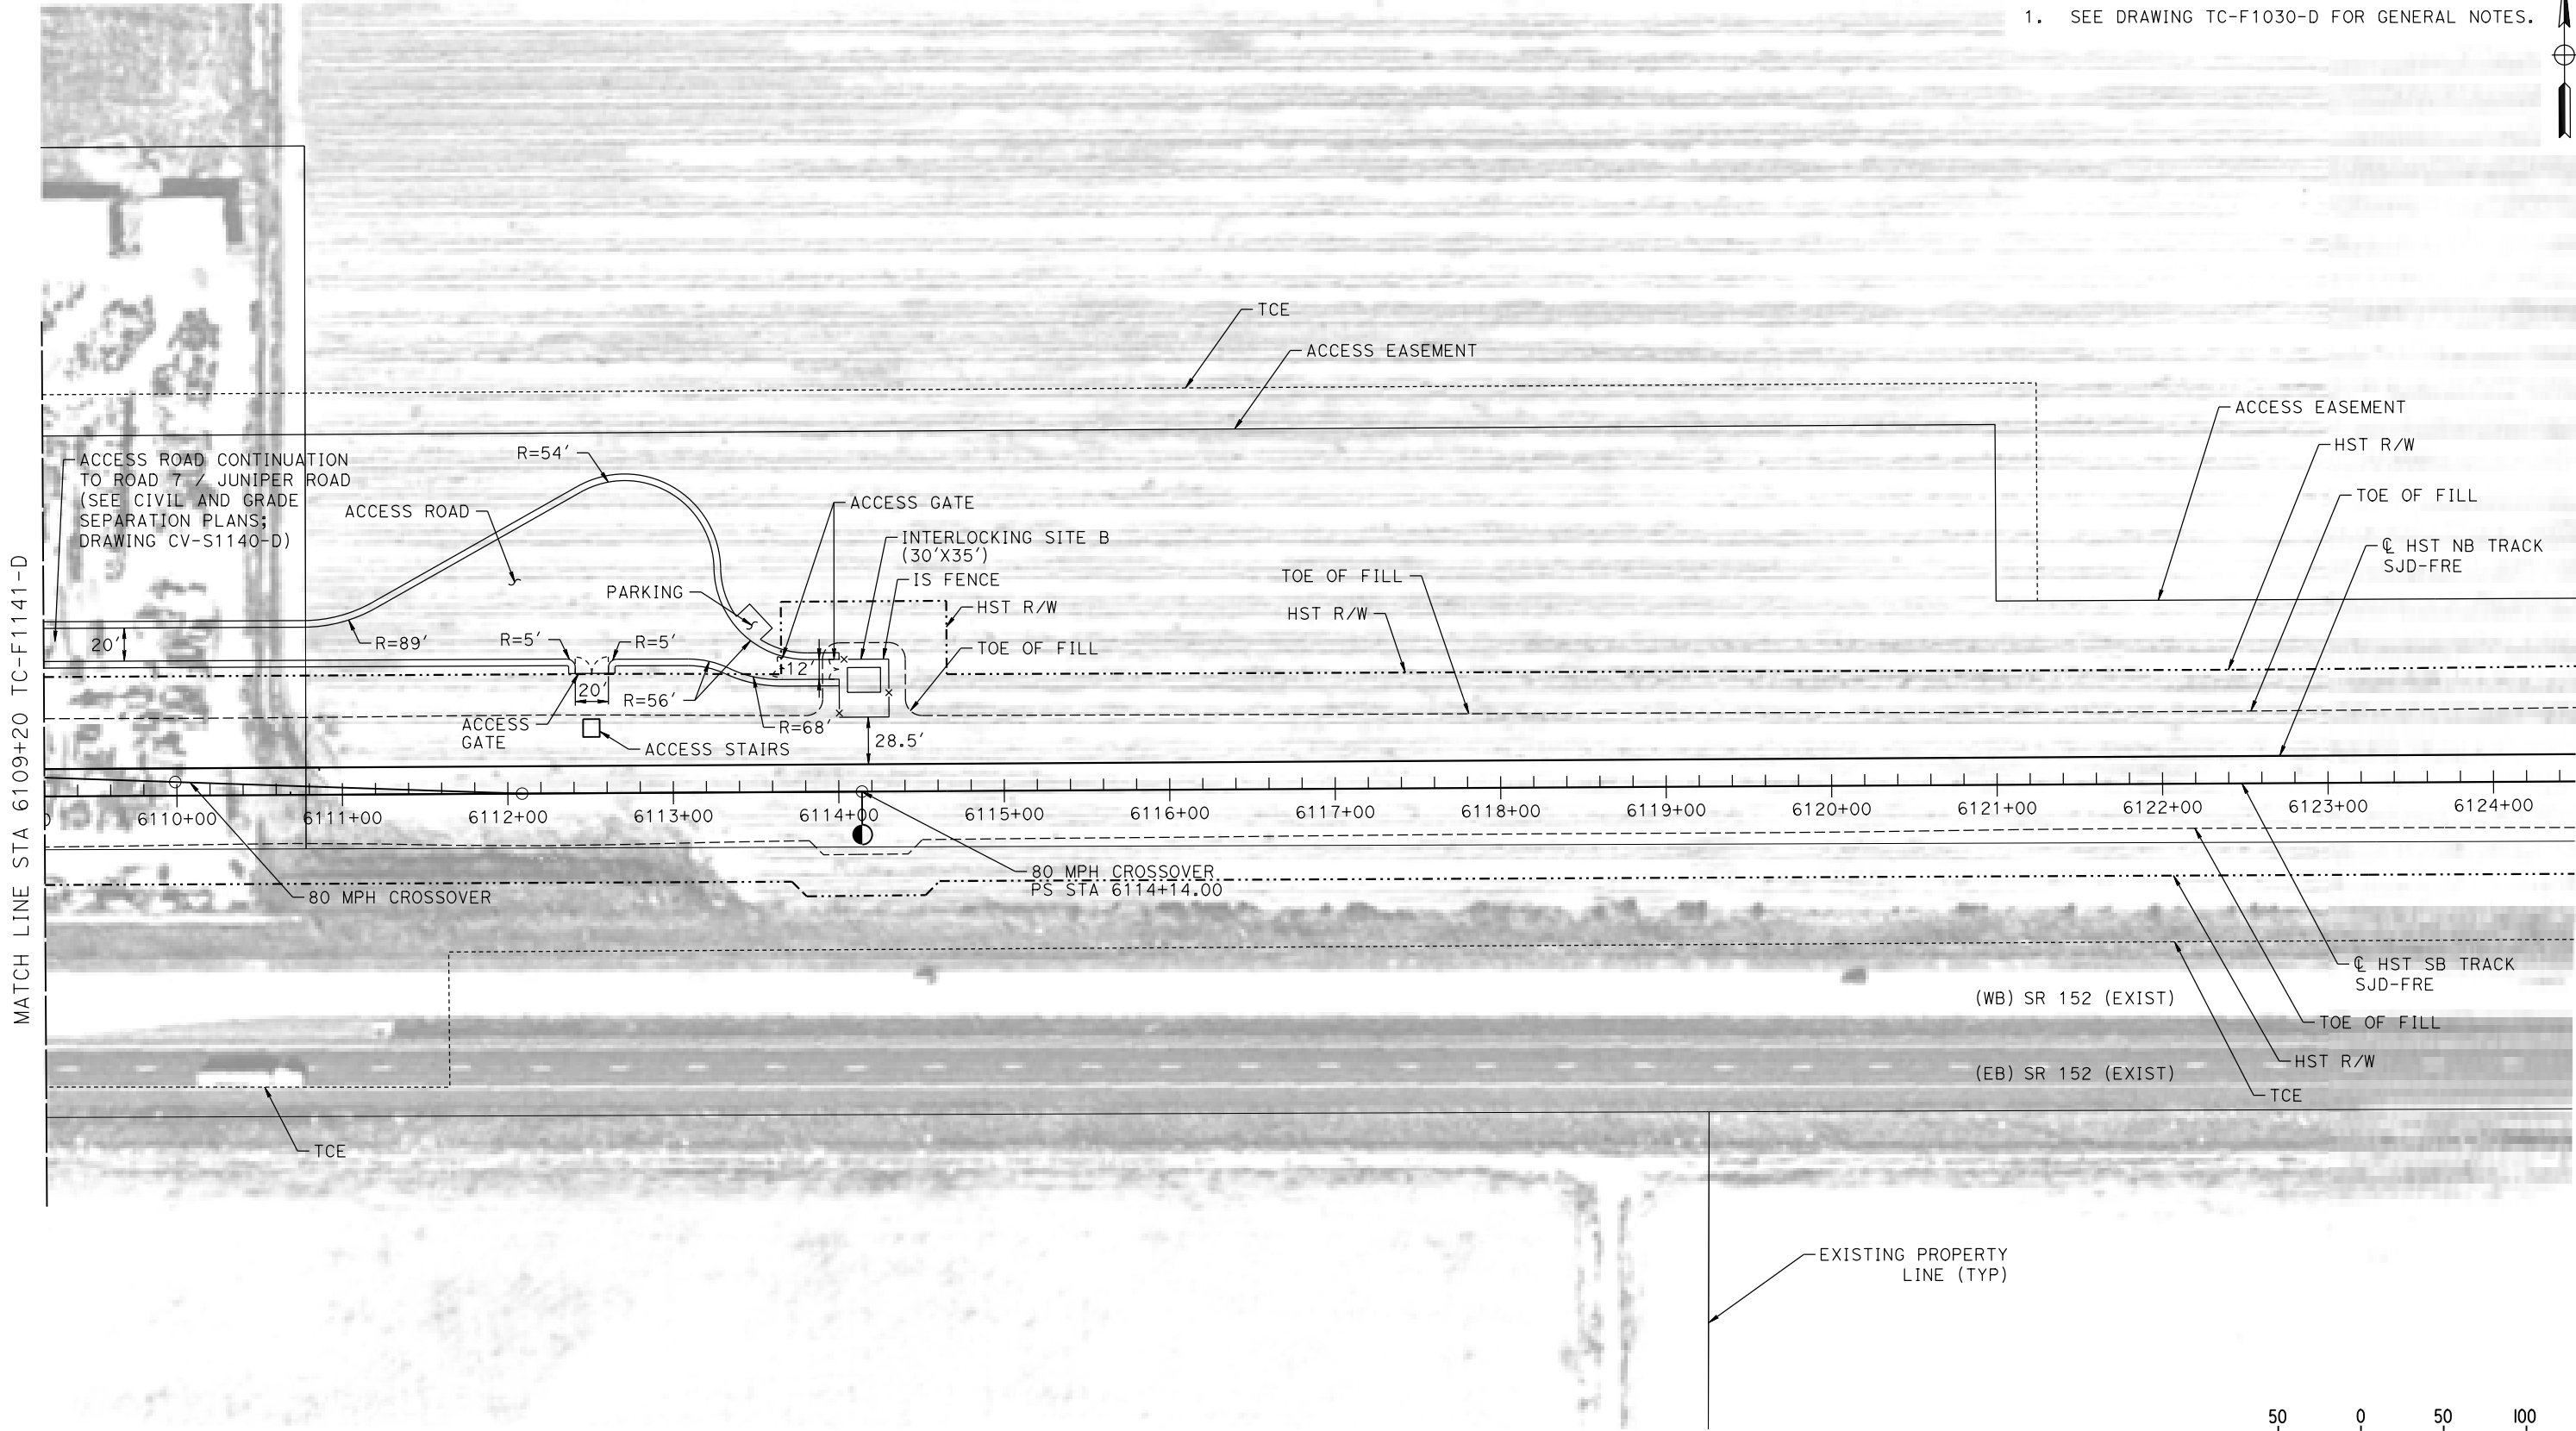 1. SEE DRAWING TC-F1030-D FOR GENERAL NOTES.
TCE
ACCESS EASEMENT
ACCESS EASEMENT
HST R/W
TOE OF FILL
℄ HST NB TRACK
SJD-FRE
ACCESS ROAD CONTINUATION
TO ROAD 7 / JUNIPER ROAD
(SEE CIVIL AND GRADE
SEPARATION PLANS;
DRAWING CV-S1140-D)
R=54'
ACCESS ROAD
ACCESS GATE
INTERLOCKING SITE B
(30'X35')
IS FENCE
PARKING
HST R/W
TOE OF FILL
TOE OF FILL
HST R/W
20'
R=89'
R=5'
R=5'
12'
20'
R=56'
R=68'
ACCESS
GATE
ACCESS STAIRS
28.5'
MATCH LINE STA 6109+20 TC-F1141-D
0
6110+00
6111+00
6112+00
6113+00
6114+00
6115+00
6116+00
6117+00
6118+00
6119+00
6120+00
6121+00
6122+00
6123+00
6124+00
80 MPH CROSSOVER
80 MPH CROSSOVER
PS STA 6114+14.00
℄ HST SB TRACK
SJD-FRE
(WB) SR 152 (EXIST)
TOE OF FILL
HST R/W
(EB) SR 152 (EXIST)
TCE
TCE
EXISTING PROPERTY
LINE (TYP)
50 0 50 100